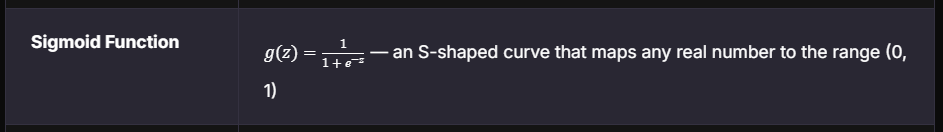 Sigmoid Function
g(z) = 1/(1 + e^−z) — an S-shaped curve that maps any real number to the range (0,
1)